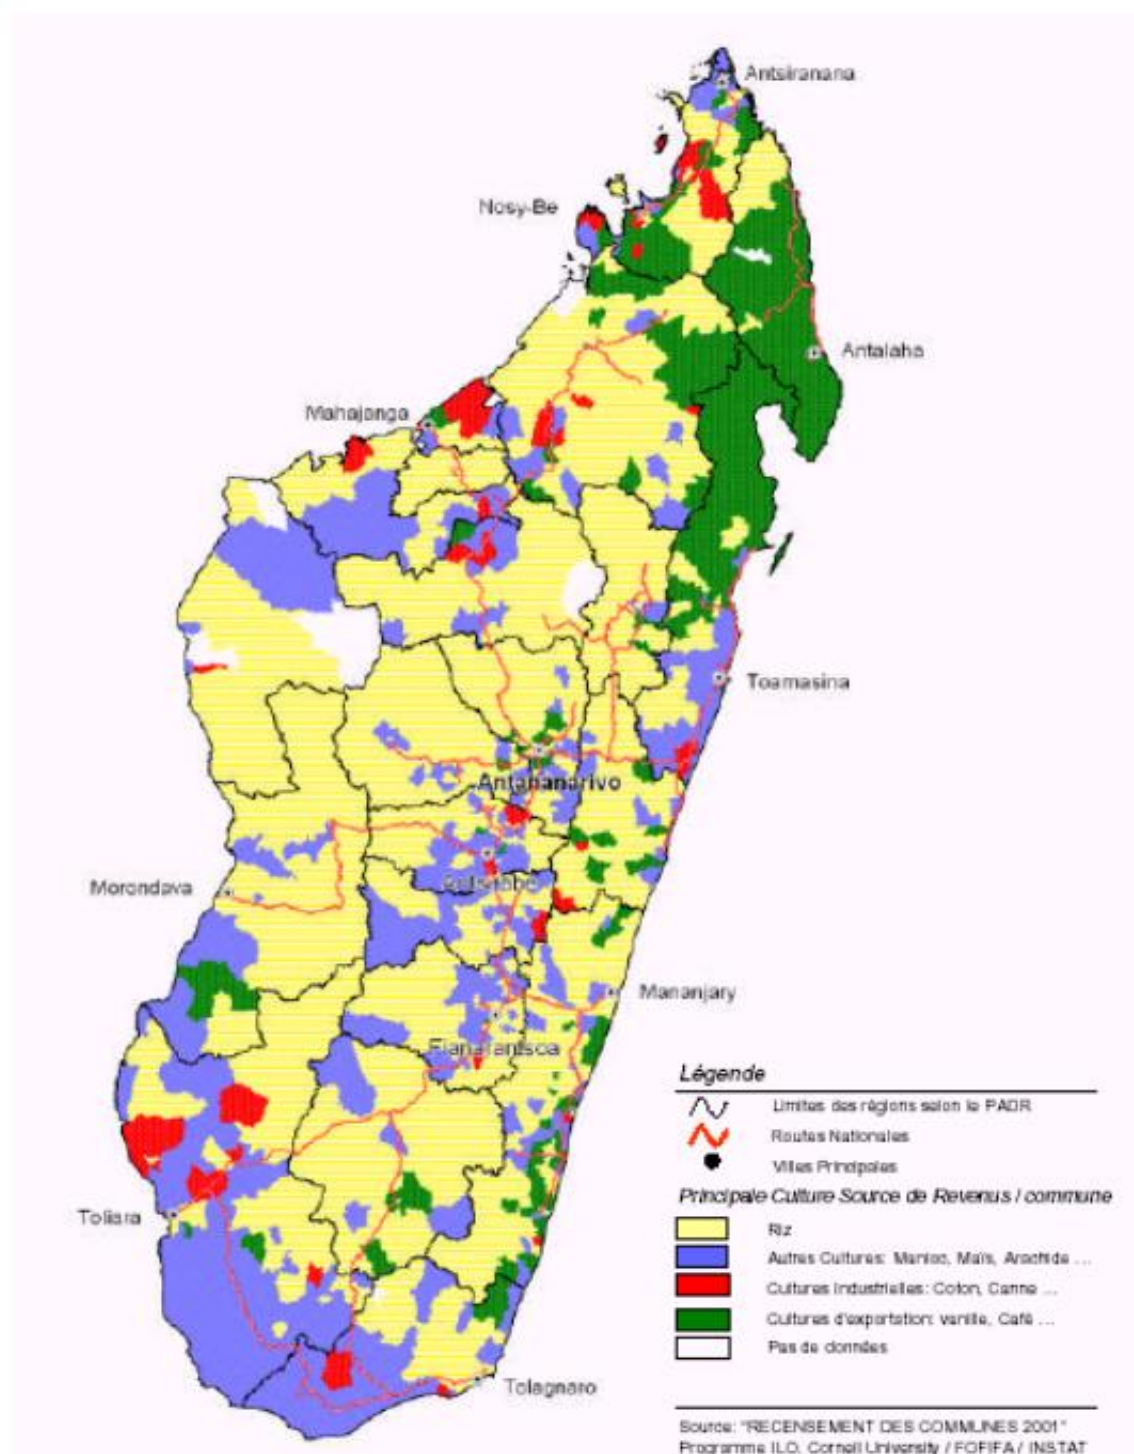 Antsiranana
Nosy-Be
Antalaha
Mahajanga
Toamasina
Antananarivo
Morondava
Antsirabe
Mananjary
Fianarantsoa
Toliara
Tolagnaro
Légende
Limites des régions selon le PADR
Routes Nationales
Villes Principales
Principale Culture Source de Revenus / commune
Riz
Autres Cultures: Manioc, Maïs, Arachide ...
Cultures Industrielles: Coton, Canne ...
Cultures d'exportation: vanille, Café ...
Pas de données
Source: "RECENSEMENT DES COMMUNES 2001"
Programme ILO, Cornell University / FOFIFA / INSTAT